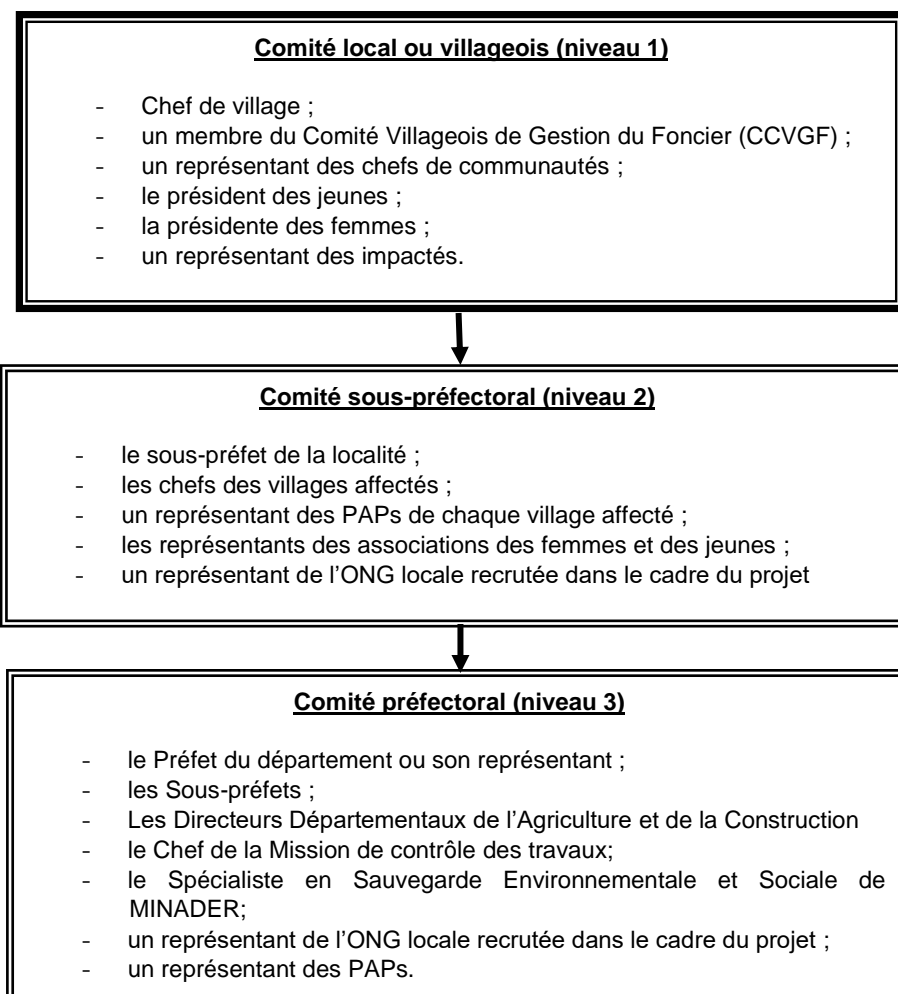 Comité local ou villageois (niveau 1)
- Chef de village ;
- un membre du Comité Villageois de Gestion du Foncier (CCVGF) ;
- un représentant des chefs de communautés ;
- le président des jeunes ;
- la présidente des femmes ;
- un représentant des impactés.
Comité sous-préfectoral (niveau 2)
- le sous-préfet de la localité ;
- les chefs des villages affectés ;
- un représentant des PAPs de chaque village affecté ;
- les représentants des associations des femmes et des jeunes ;
- un représentant de l’ONG locale recrutée dans le cadre du projet
Comité préfectoral (niveau 3)
- le Préfet du département ou son représentant ;
- les Sous-préfets ;
- Les Directeurs Départementaux de l’Agriculture et de la Construction
- le Chef de la Mission de contrôle des travaux;
- le Spécialiste en Sauvegarde Environnementale et Sociale de
MINADER;
- un représentant de l’ONG locale recrutée dans le cadre du projet ;
- un représentant des PAPs.